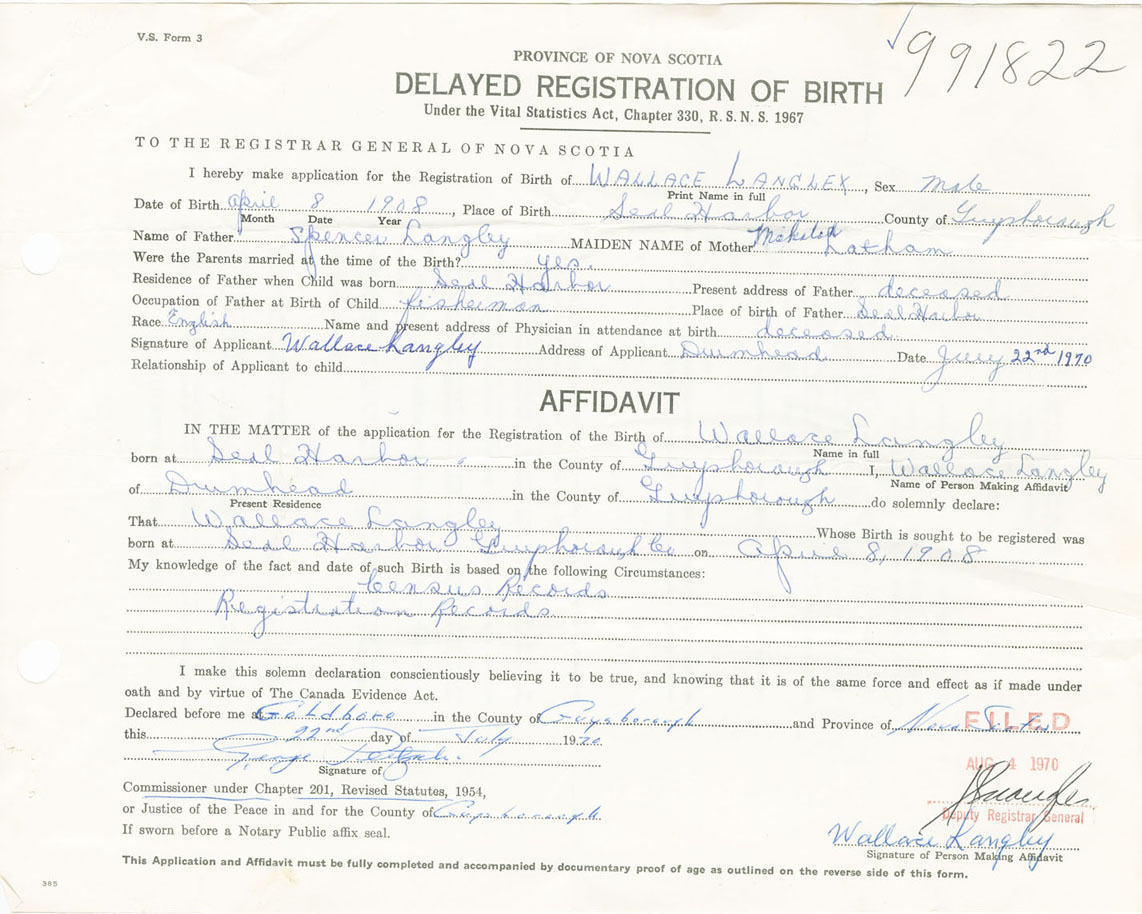 V.S. Form 3
991822
PROVINCE OF NOVA SCOTIA
DELAYED REGISTRATION OF BIRTH
Under the Vital Statistics Act, Chapter 330, R. S. N. S. 1967
TO THE REGISTRAR GENERAL OF NOVA SCOTIA
I hereby make application for the Registration of Birth of WALLACE LANGLEY, Sex Male
Print Name in full
Date of Birth April 8 1908, Place of Birth Seal Harbor County of Guysborough
Month Date Year
Name of Father Spencer Langley MAIDEN NAME of Mother Latham
Were the Parents married at the time of the Birth? yes.
Residence of Father when Child was born Seal Harbor Present address of Father deceased
Occupation of Father at Birth of Child fisherman Place of birth of Father Seal Harbor
Race English Name and present address of Physician in attendance at birth deceased
Signature of Applicant Wallace Langley Address of Applicant Drumhead Date July 22nd 1970
Relationship of Applicant to child
AFFIDAVIT
IN THE MATTER of the application for the Registration of the Birth of Wallace Langley
Name in full
born at Seal Harbor in the County of Guysborough I, Wallace Langley
Name of Person Making Affidavit
of Drumhead in the County of Guysborough do solemnly declare:
Present Residence
That Wallace Langley Whose Birth is sought to be registered was
born at Seal Harbor Guysborough Co on April 8, 1908
My knowledge of the fact and date of such Birth is based on the following Circumstances:
Census Records
Registration Records
I make this solemn declaration conscientiously believing it to be true, and knowing that it is of the same force and effect as if made under
oath and by virtue of The Canada Evidence Act.
Declared before me at Goldboro in the County of Guysborough and Province of Nova Scotia
FILED
this 22nd day of July 1970
AUG 4 1970
George
Signature of
Commissioner under Chapter 201, Revised Statutes, 1954,
or Justice of the Peace in and for the County of Guysborough
Deputy Registrar General
If sworn before a Notary Public affix seal.
Wallace Langley
Signature of Person Making Affidavit
This Application and Affidavit must be fully completed and accompanied by documentary proof of age as outlined on the reverse side of this form.
385